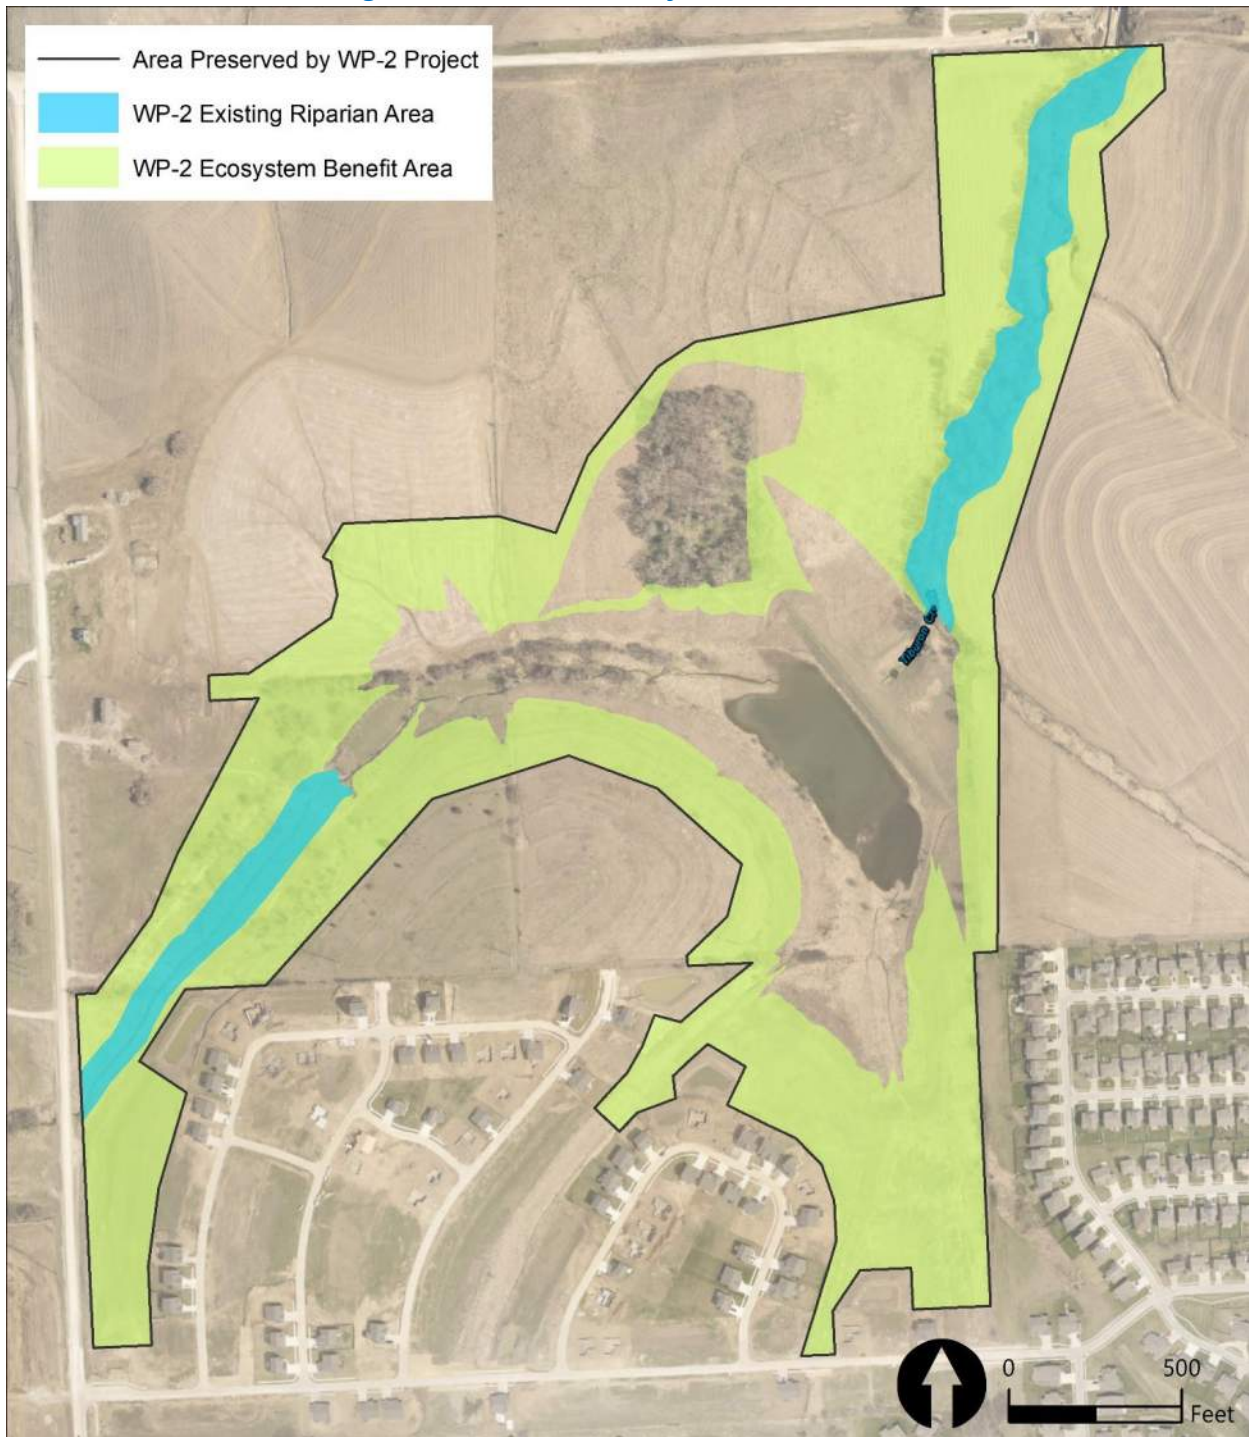 Area Preserved by WP-2 Project
WP-2 Existing Riparian Area
WP-2 Ecosystem Benefit Area
Tiburon
0 500
Feet